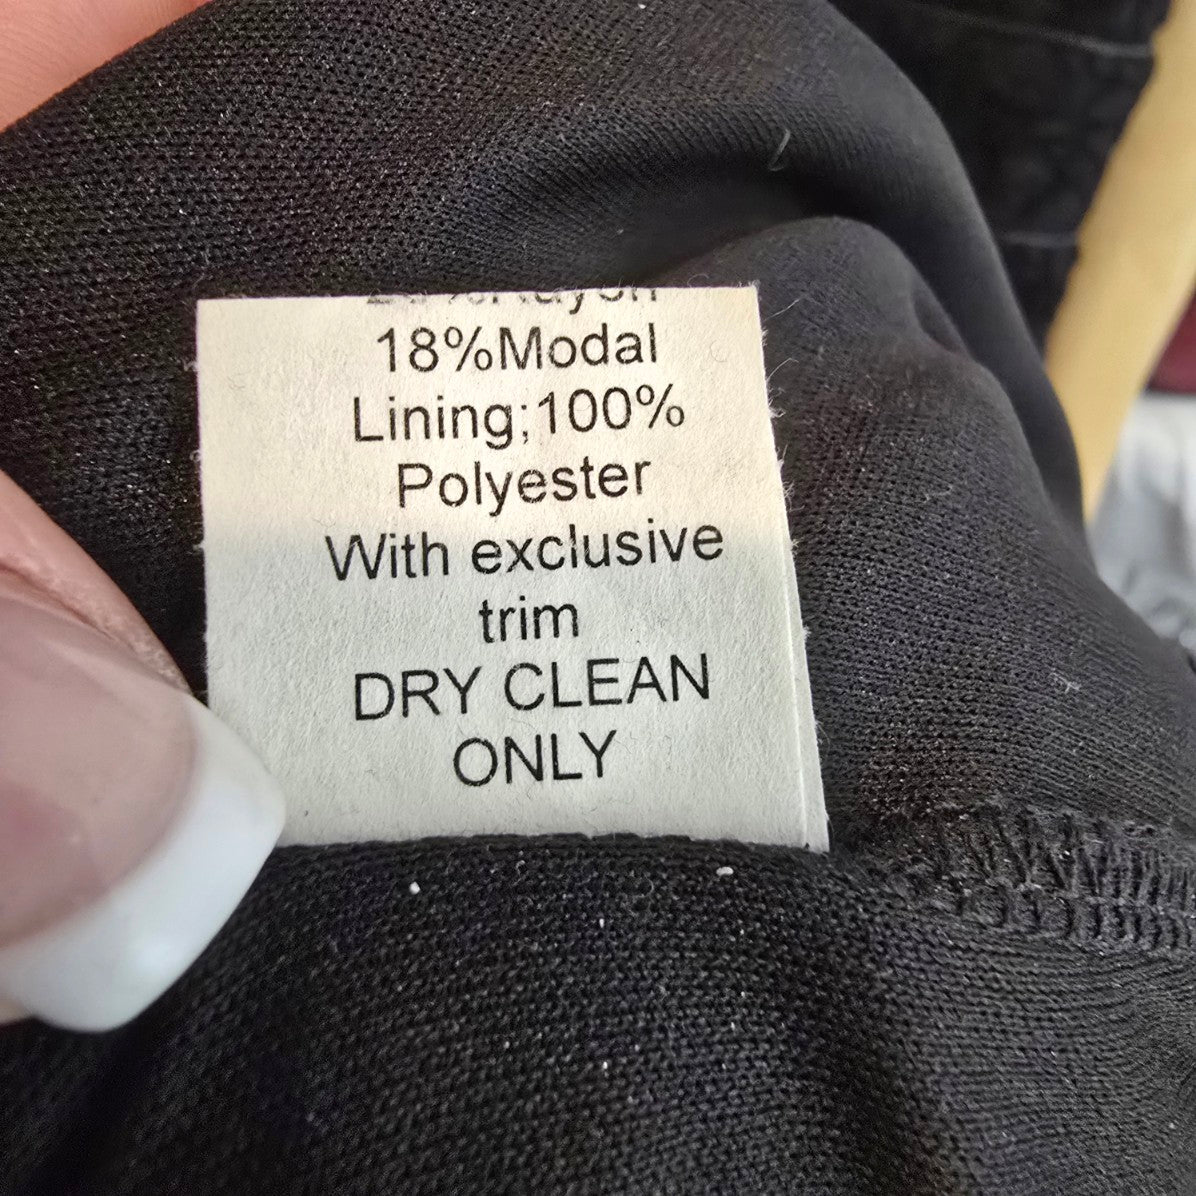 18%Modal
Lining;100%
Polyester
With exclusive
trim
DRY CLEAN
ONLY